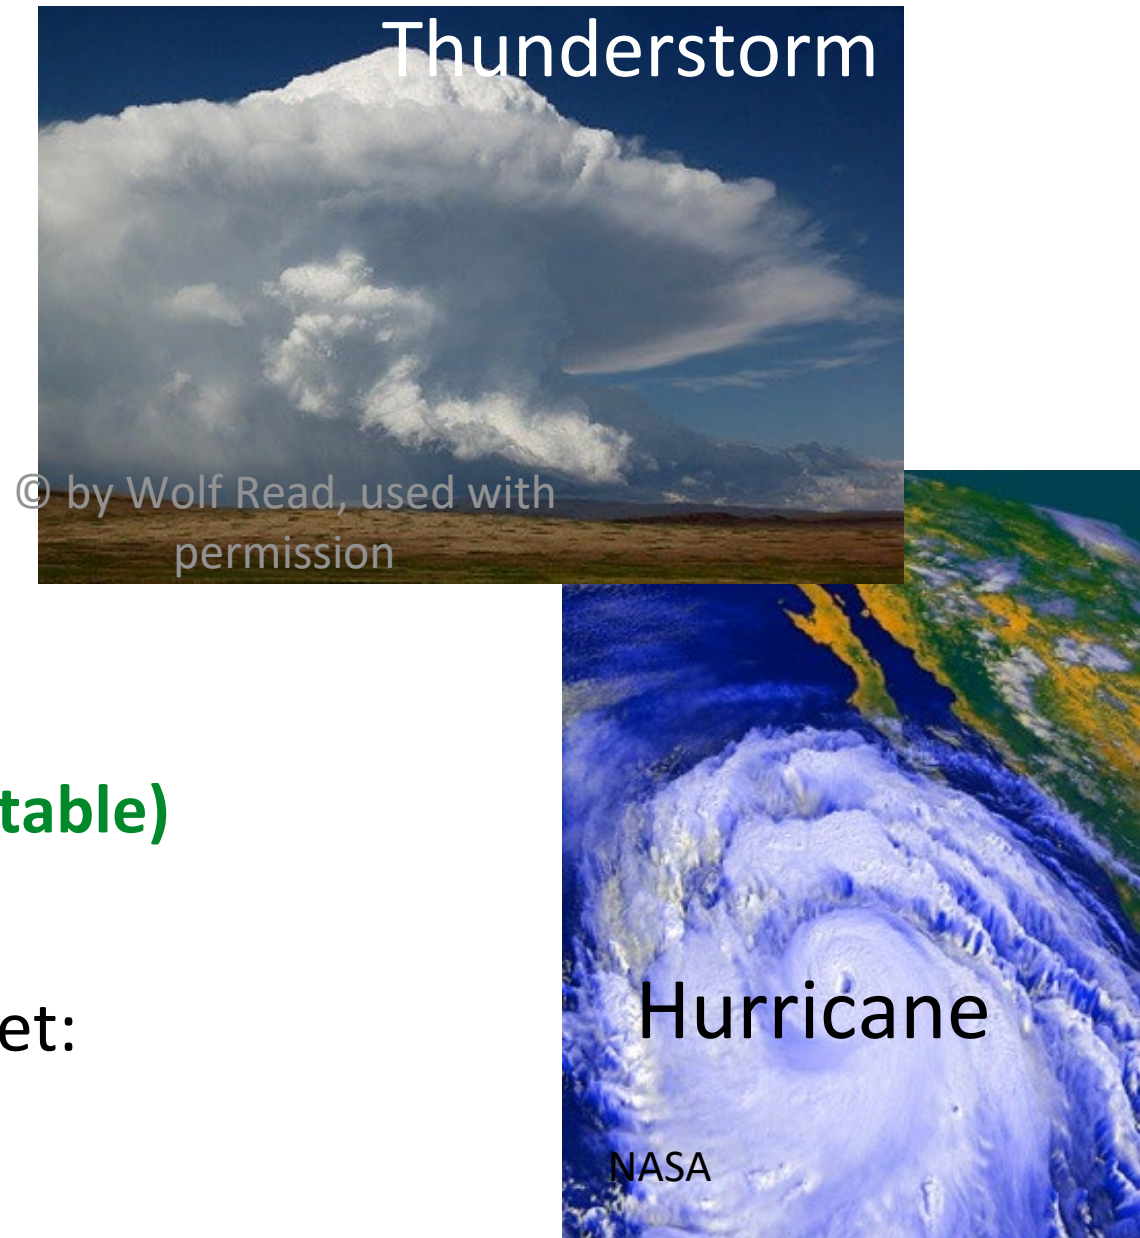 Thunderstorm
© by Wolf Read, used with
permission
table)
et:
Hurricane
NASA